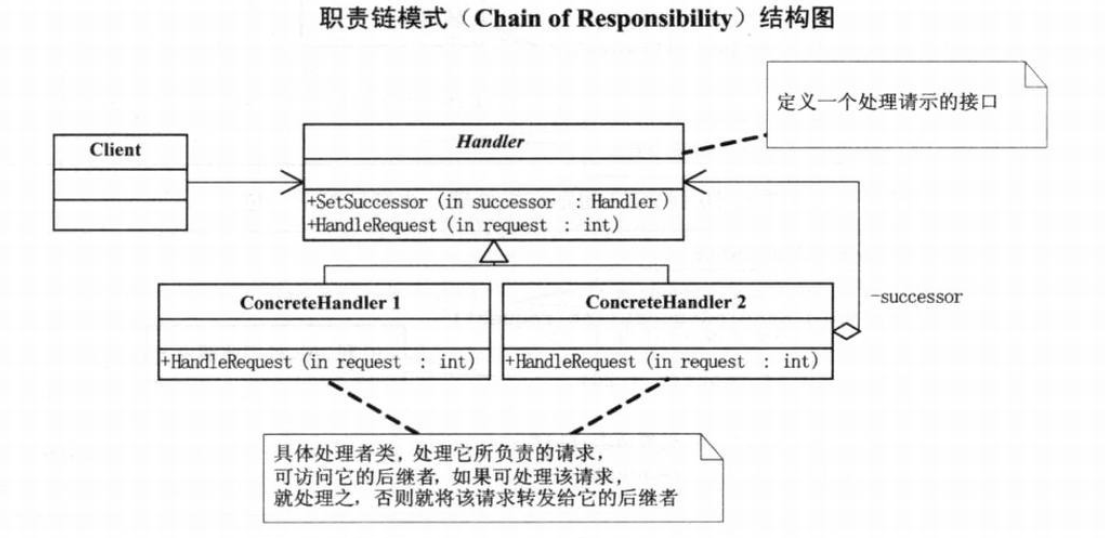 职责链模式（Chain of Responsibility）结构图
定义一个处理请示的接口
Client
Handler
+SetSuccessor (in successor : Handler )
+HandleRequest (in request : int)
ConcreteHandler 1
+HandleRequest (in request : int)
ConcreteHandler 2
+HandleRequest (in request : int)
-successor
具体处理者类，处理它所负责的请求，
可访问它的后继者，如果可处理该请求，
就处理之，否则就将该请求转发给它的后继者